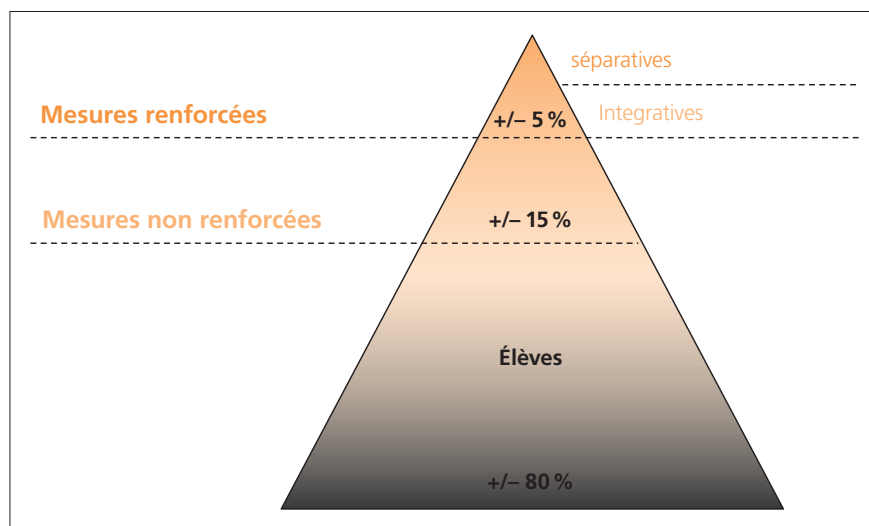 séparatives
Mesures renforcées
+/– 5 %
Integratives
Mesures non renforcées
+/– 15 %
Élèves
+/– 80 %